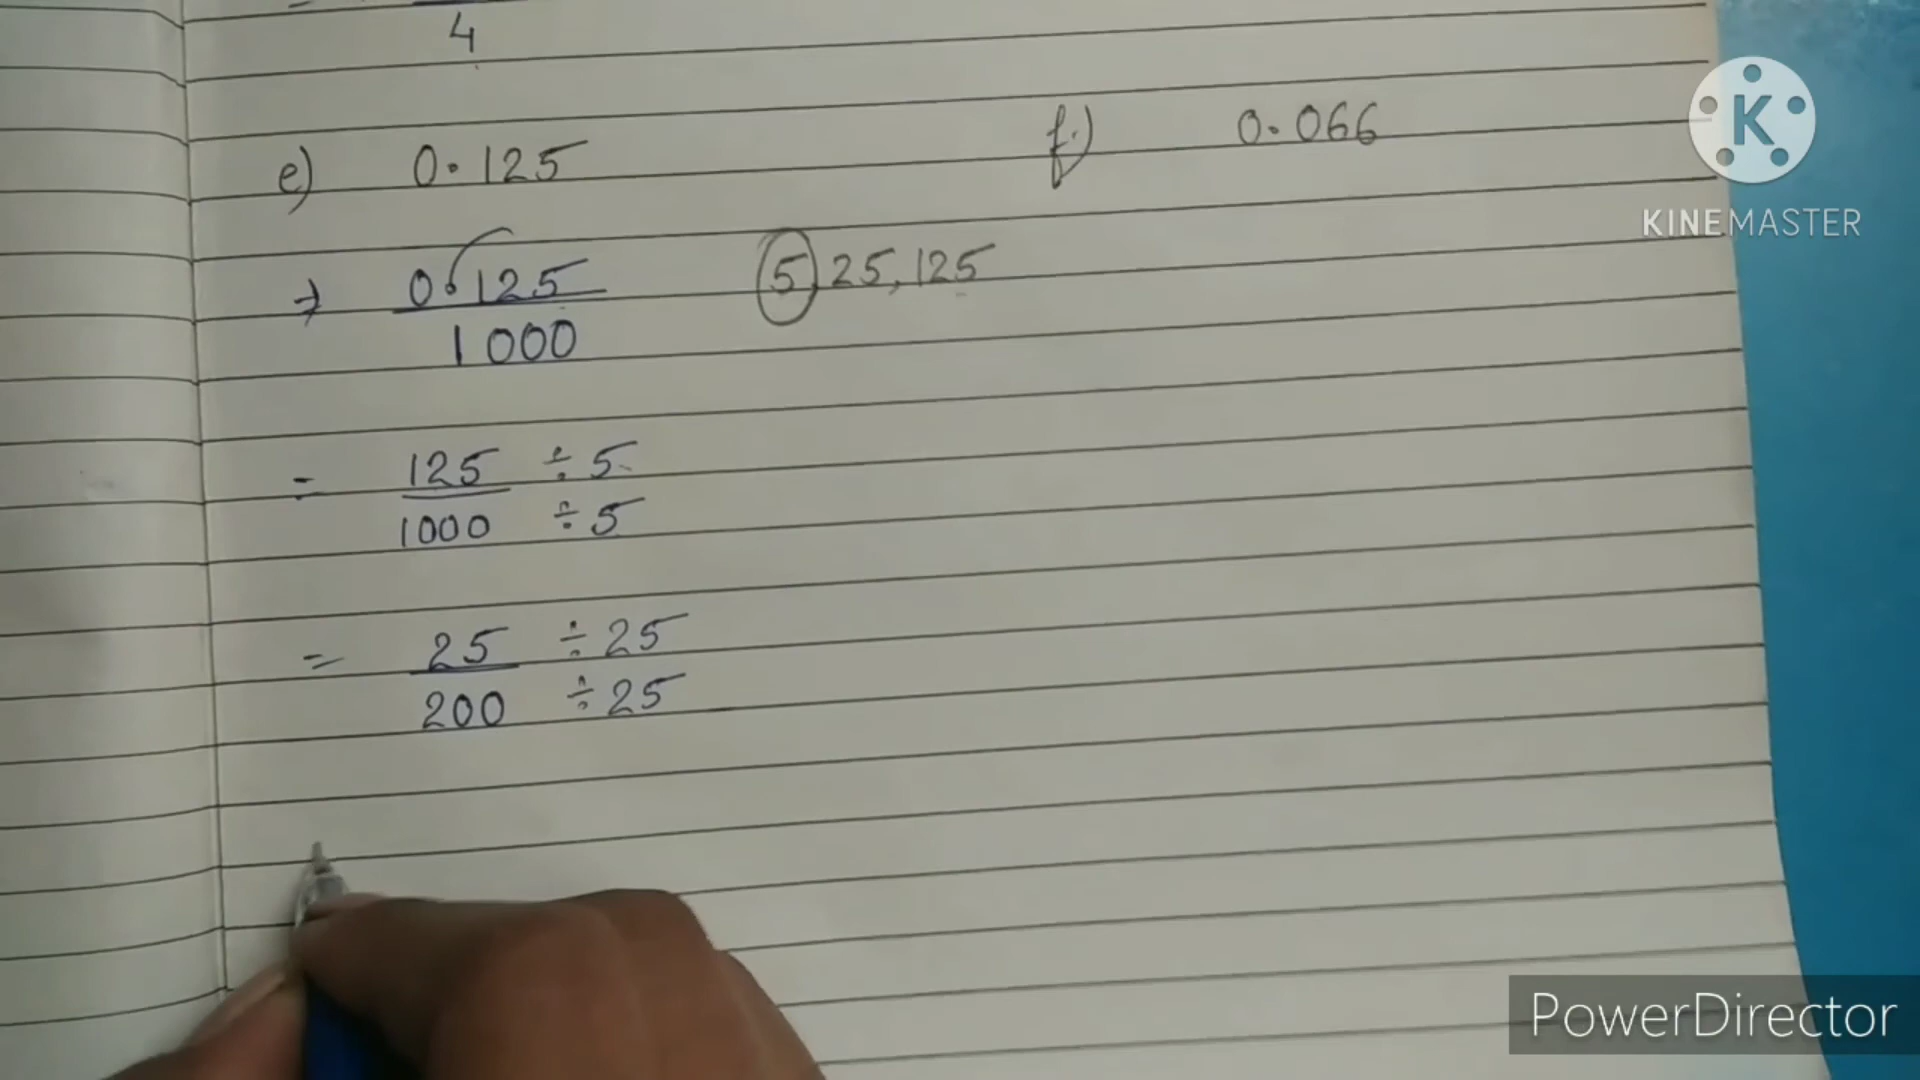 4
e) 0.125
f.) 0.066
→ 0.125
1000
5, 25, 125
= 125 ÷ 5
1000 ÷ 5
= 25 ÷ 25
200 ÷ 25
K
KINEMASTER
PowerDirector